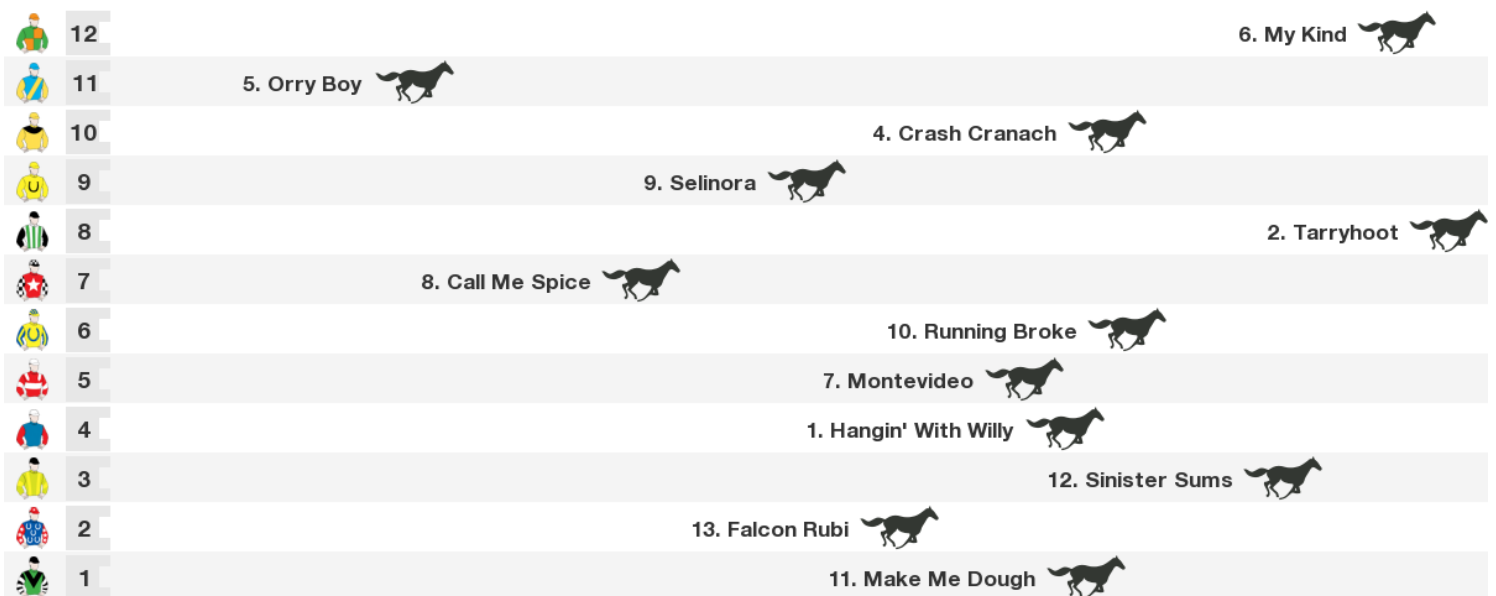 12 6. My Kind
11 5. Orry Boy
10 4. Crash Cranach
9 9. Selinora
8 2. Tarryhoot
7 8. Call Me Spice
6 10. Running Broke
5 7. Montevideo
4 1. Hangin' With Willy
3 12. Sinister Sums
2 13. Falcon Rubi
1 11. Make Me Dough